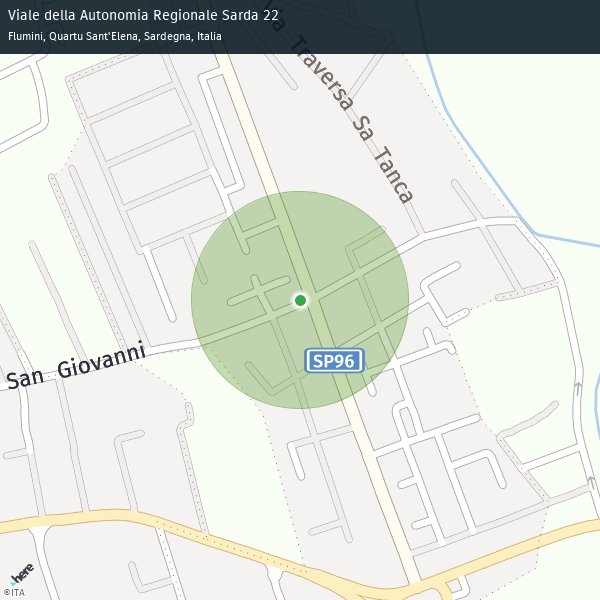 Viale della Autonomia Regionale Sarda 22
Flumini, Quartu Sant'Elena, Sardegna, Italia
Via Traversa Sa Tanca
San Giovanni
SP96
here
©ITA